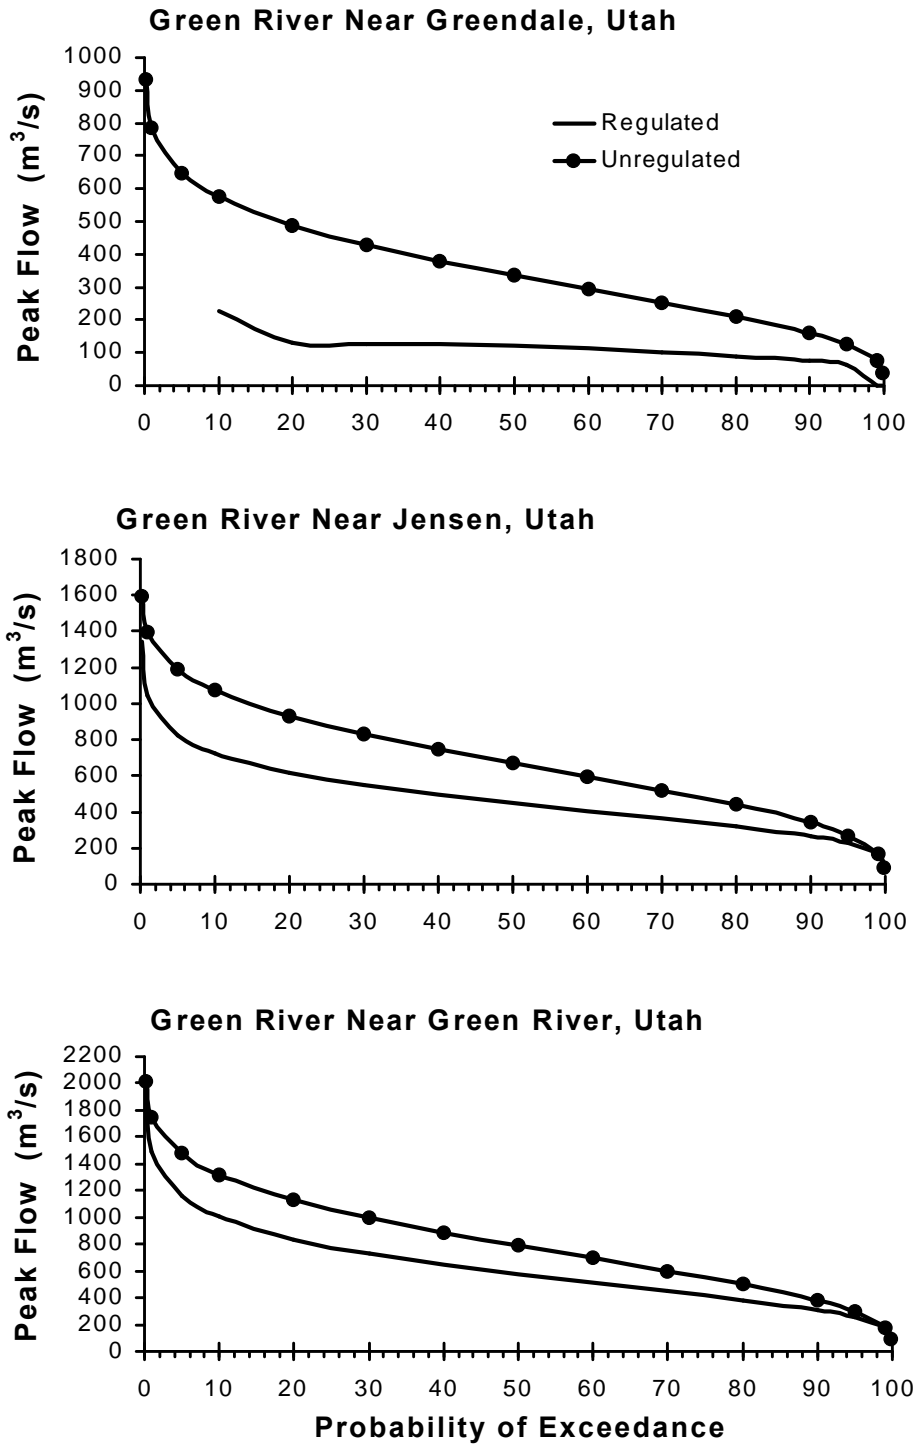 Green River Near Greendale, Utah
1000
900
800
700
600
500
400
300
200
100
0
Peak Flow (m³/s)
Regulated
Unregulated
0 10 20 30 40 50 60 70 80 90 100
Green River Near Jensen, Utah
1800
1600
1400
1200
1000
800
600
400
200
0
Peak Flow (m³/s)
0 10 20 30 40 50 60 70 80 90 100
Green River Near Green River, Utah
2200
2000
1800
1600
1400
1200
1000
800
600
400
200
0
Peak Flow (m³/s)
0 10 20 30 40 50 60 70 80 90 100
Probability of Exceedance